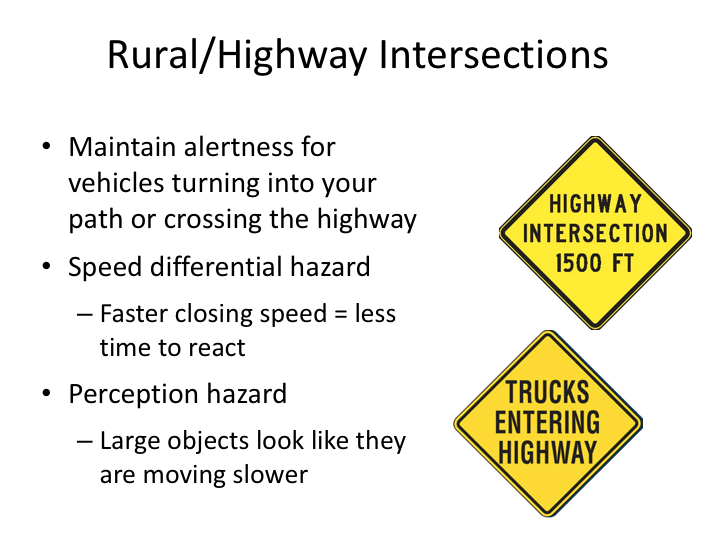 Rural/Highway Intersections
• Maintain alertness for
vehicles turning into your
path or crossing the highway
• Speed differential hazard
– Faster closing speed = less
time to react
• Perception hazard
– Large objects look like they
are moving slower
HIGHWAY
INTERSECTION
1500 FT
TRUCKS
ENTERING
HIGHWAY